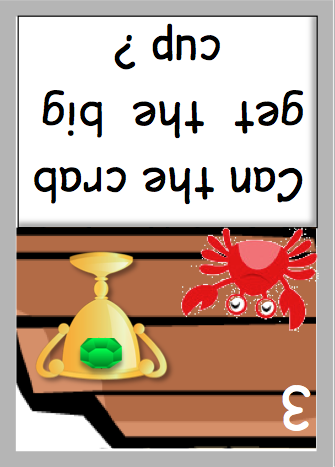 3
Can the crab
get the big
cup ?